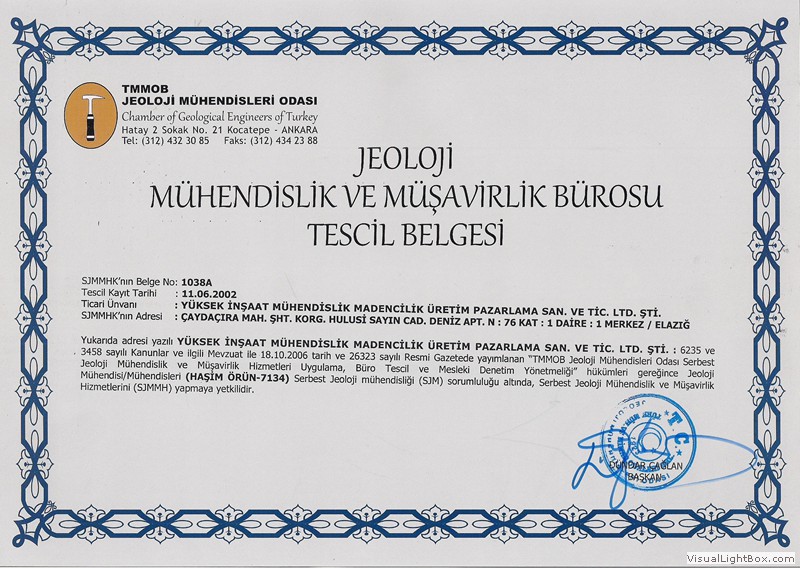 TMMOB
JEOLOJİ MÜHENDİSLERİ ODASI
Chamber of Geological Engineers of Turkey
Hatay 2 Sokak No. 21 Kocatepe - ANKARA
Tel: (312) 432 30 85 Faks: (312) 434 23 88
JEOLOJİ
MÜHENDİSLİK VE MÜŞAVİRLİK BÜROSU
TESCİL BELGESİ
SJMMHK'nın Belge No: 1038A
Tescil Kayıt Tarihi : 11.06.2002
Ticari Ünvanı : YÜKSEK İNŞAAT MÜHENDİSLİK MADENCİLİK ÜRETİM PAZARLAMA SAN. VE TİC. LTD. ŞTİ.
SJMMHK'nın Adresi : ÇAYDAÇIRA MAH. ŞHT. KORG. HULUSİ SAYIN CAD. DENİZ APT. N : 76 KAT : 1 DAİRE : 1 MERKEZ / ELAZIĞ
Yukarıda adresi yazılı YÜKSEK İNŞAAT MÜHENDİSLİK MADENCİLİK ÜRETİM PAZARLAMA SAN. VE TİC. LTD. ŞTİ. : 6235 ve
3458 sayılı Kanunlar ve ilgili Mevzuat ile 18.10.2006 tarih ve 26323 sayılı Resmi Gazetede yayımlanan "TMMOB Jeoloji Mühendisleri Odası Serbest
Jeoloji Mühendislik ve Müşavirlik Hizmetleri Uygulama, Büro Tescil ve Mesleki Denetim Yönetmeliği" hükümleri gereğince Jeoloji
Mühendisi/Mühendisleri (HAŞİM ÖRÜN-7134) Serbest Jeoloji mühendisliği (SJM) sorumluluğu altında, Serbest Jeoloji Mühendislik ve Müşavirlik
Hizmetlerini (SJMMH) yapmaya yetkilidir.
T.C.
DÜNDAR ÇAĞLAN
BAŞKAN
VisualLightBox.com